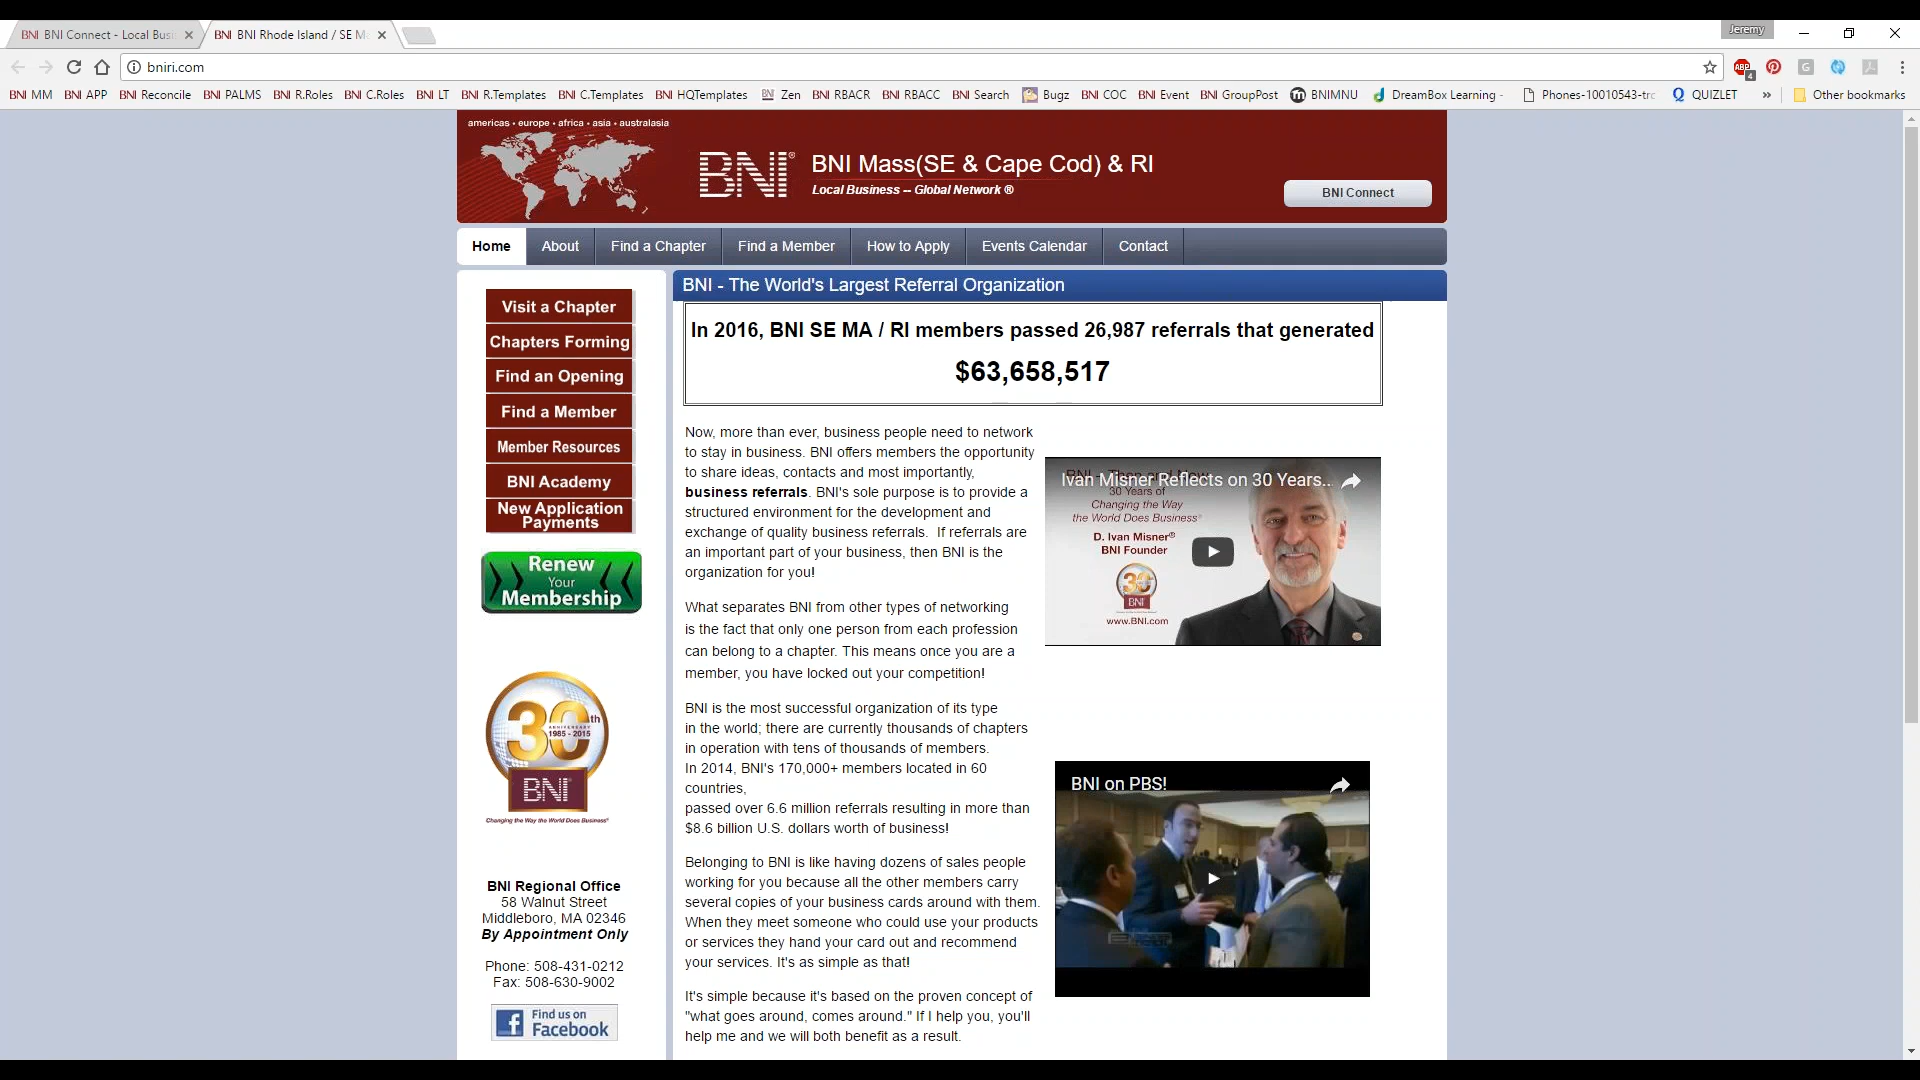 BNI BNI Connect - Local Busi
BNI BNI Rhode Island / SE M
Jeremy
bniri.com
ABP
4
BNI MM
BNI APP
BNI Reconcile
BNI PALMS
BNI R.Roles
BNI C.Roles
BNI LT
BNI R.Templates
BNI C.Templates
BNI HQTemplates
Zen
BNI RBACR
BNI RBACC
BNI Search
Bugz
BNI COC
BNI Event
BNI GroupPost
BNIMNU
DreamBox Learning -
Phones-10010543-trc
QUIZLET
»
Other bookmarks
americas • europe • africa • asia • australasia
BNI®
BNI Mass(SE & Cape Cod) & RI
Local Business -- Global Network ®
BNI Connect
Home
About
Find a Chapter
Find a Member
How to Apply
Events Calendar
Contact
Visit a Chapter
Chapters Forming
Find an Opening
Find a Member
Member Resources
BNI Academy
New Application
Payments
Renew
Your
Membership
30th
ANNIVERSARY
1985 - 2015
BNI
Changing the Way the World Does Business®
BNI Regional Office
58 Walnut Street
Middleboro, MA 02346
By Appointment Only
Phone: 508-431-0212
Fax: 508-630-9002
Find us on
Facebook
BNI - The World's Largest Referral Organization
In 2016, BNI SE MA / RI members passed 26,987 referrals that generated
$63,658,517
Now, more than ever, business people need to network
to stay in business. BNI offers members the opportunity
to share ideas, contacts and most importantly,
business referrals. BNI's sole purpose is to provide a
structured environment for the development and
exchange of quality business referrals.  If referrals are
an important part of your business, then BNI is the
organization for you!
What separates BNI from other types of networking
is the fact that only one person from each profession
can belong to a chapter. This means once you are a
member, you have locked out your competition!
BNI is the most successful organization of its type
in the world; there are currently thousands of chapters
in operation with tens of thousands of members.
In 2014, BNI's 170,000+ members located in 60
countries,
passed over 6.6 million referrals resulting in more than
$8.6 billion U.S. dollars worth of business!
Belonging to BNI is like having dozens of sales people
working for you because all the other members carry
several copies of your business cards around with them.
When they meet someone who could use your products
or services they hand your card out and recommend
your services. It's as simple as that!
It's simple because it's based on the proven concept of
"what goes around, comes around." If I help you, you'll
help me and we will both benefit as a result.
BNI - Then and Now
Ivan Misner Reflects on 30 Years...
30 Years of
Changing the Way
the World Does Business®
D. Ivan Misner®
BNI Founder
30
BNI
www.BNI.com
BNI on PBS!